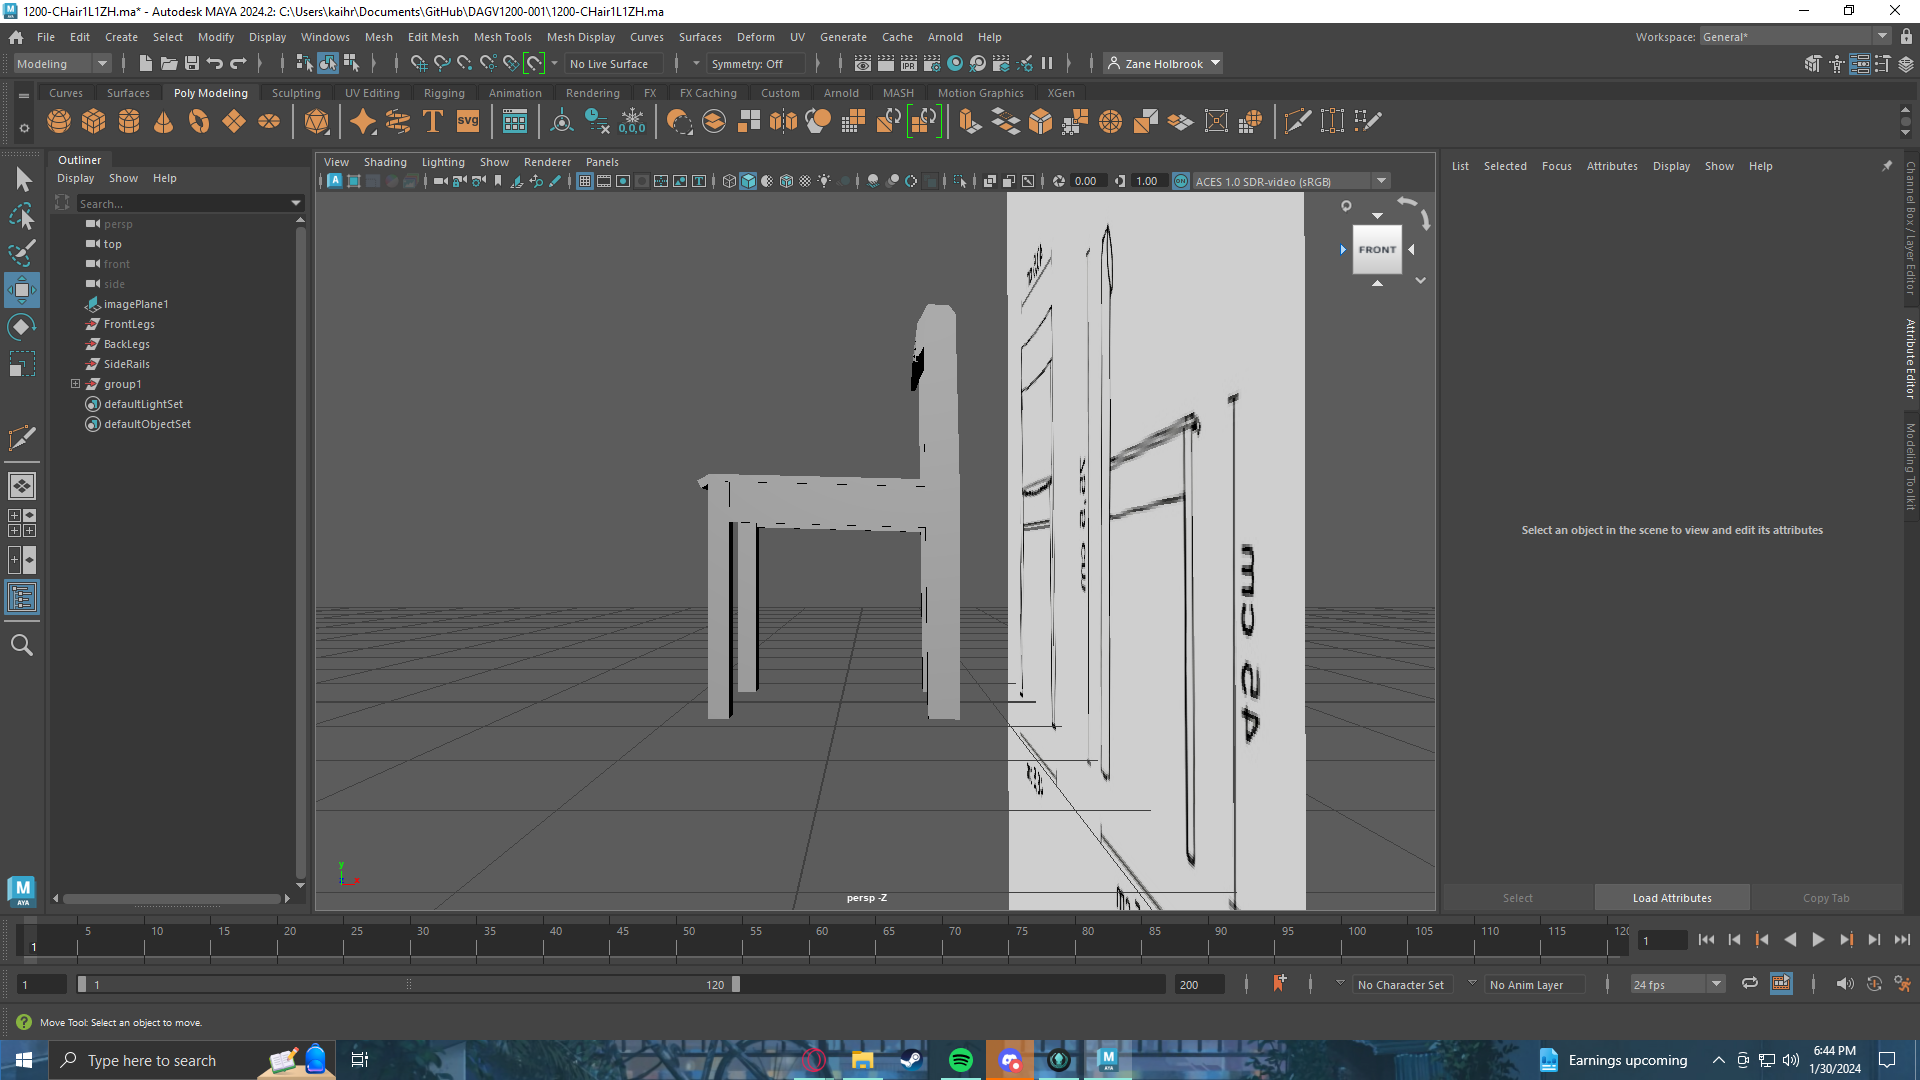 1200-CHair1L1ZH.ma* - Autodesk MAYA 2024.2: C:\Users\kaihr\Documents\GitHub\DAGV1200-001\1200-CHair1L1ZH.ma
File Edit Create Select Modify Display Windows Mesh Edit Mesh Mesh Tools Mesh Display Curves Surfaces Deform UV Generate Cache Arnold Help
Workspace: General*
Modeling
No Live Surface
Symmetry: Off
IPR
Zane Holbrook
Curves Surfaces Poly Modeling Sculpting UV Editing Rigging Animation Rendering FX FX Caching Custom Arnold MASH Motion Graphics XGen
T
svg
0,0,0
Outliner
Display Show Help
Search...
persp
top
front
side
imagePlane1
FrontLegs
BackLegs
SideRails
group1
defaultLightSet
defaultObjectSet
View Shading Lighting Show Renderer Panels
A
0.00
1.00
ON
ACES 1.0 SDR-video (sRGB)
FRONT
y
persp -Z
List Selected Focus Attributes Display Show Help
Select an object in the scene to view and edit its attributes
Select
Load Attributes
Copy Tab
Channel Box / Layer Editor
Attribute Editor
Modeling Toolkit
M
AYA
5 10 15 20 25 30 35 40 45 50 55 60 65 70 75 80 85 90 95 100 105 110 115 120
1
1
1
1
120
200
No Character Set
No Anim Layer
24 fps
Move Tool: Select an object to move.
Type here to search
M
AYA
Earnings upcoming
6:44 PM
1/30/2024